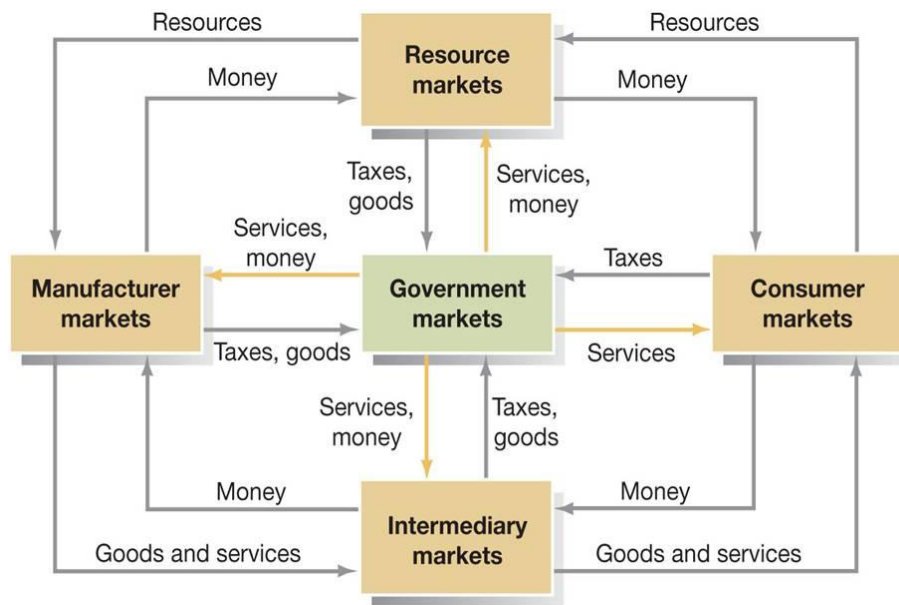 Resources
Resources
Resource
markets
Money
Money
Taxes,
goods
Services,
money
Services,
money
Taxes
Manufacturer
markets
Government
markets
Consumer
markets
Taxes, goods
Services
Services,
money
Taxes,
goods
Money
Money
Intermediary
markets
Goods and services
Goods and services